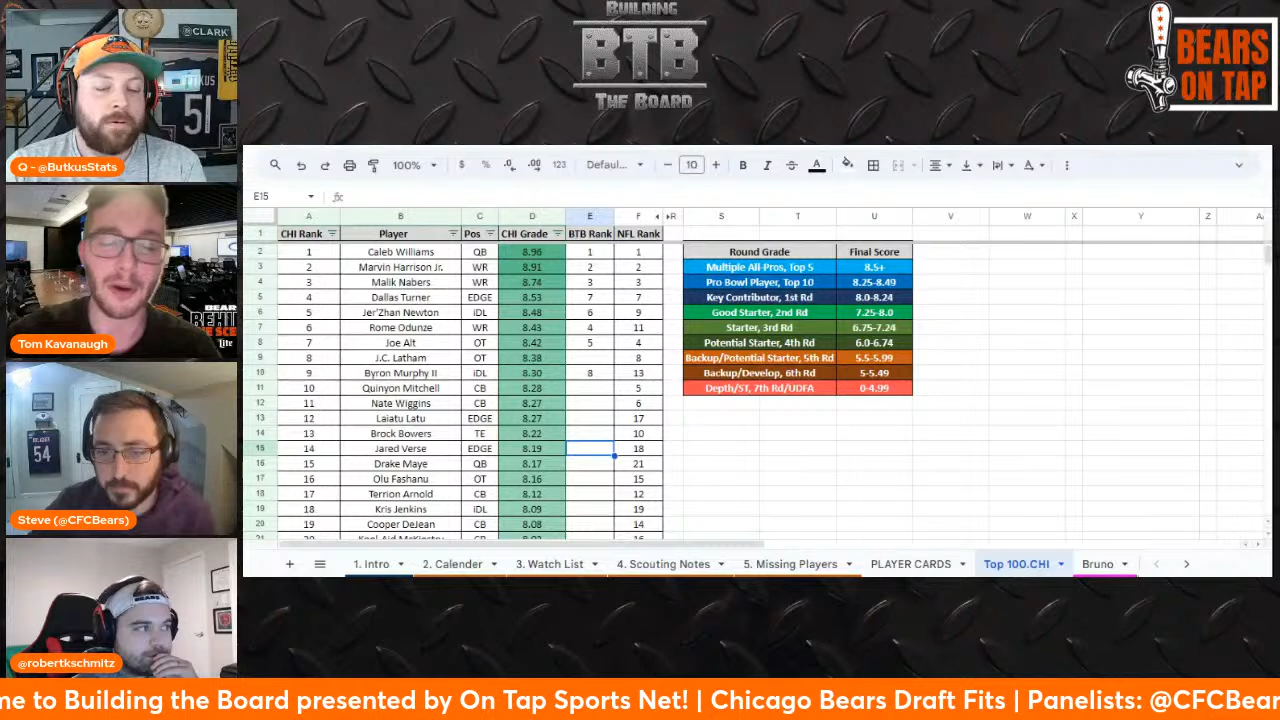 BUILDING
BTB
THE BOARD
BEARS
ON TAP
CLARK
51
Q - @ButkusStats
BEARS
BEHIND
Lite
Tom Kavanaugh
54
Steve (@CFCBears)
BEARS
@robertkschmitz
100%
$
%
.0
.00
123
Defaul...
10
B
I
A
E15
fx
A B C D E F R S T U V W X Y Z
1 CHI Rank Player Pos CHI Grade BTB Rank NFL Rank
2 1 Caleb Williams QB 8.96 1 1 Round Grade Final Score
3 2 Marvin Harrison Jr. WR 8.91 2 2 Multiple All-Pros, Top 5 8.5+
4 3 Malik Nabers WR 8.74 3 3 Pro Bowl Player, Top 10 8.25-8.49
5 4 Dallas Turner EDGE 8.53 7 7 Key Contributor, 1st Rd 8.0-8.24
6 5 Jer'Zhan Newton iDL 8.48 6 9 Good Starter, 2nd Rd 7.25-8.0
7 6 Rome Odunze WR 8.43 4 11 Starter, 3rd Rd 6.75-7.24
8 7 Joe Alt OT 8.42 5 4 Potential Starter, 4th Rd 6.0-6.74
9 8 J.C. Latham OT 8.38 8 Backup/Potential Starter, 5th Rd 5.5-5.99
10 9 Byron Murphy II iDL 8.30 8 13 Backup/Develop, 6th Rd 5-5.49
11 10 Quinyon Mitchell CB 8.28 5 Depth/ST, 7th Rd/UDFA 0-4.99
12 11 Nate Wiggins CB 8.27 6
13 12 Laiatu Latu EDGE 8.27 17
14 13 Brock Bowers TE 8.22 10
15 14 Jared Verse EDGE 8.19 18
16 15 Drake Maye QB 8.17 21
17 16 Olu Fashanu OT 8.16 15
18 17 Terrion Arnold CB 8.12 12
19 18 Kris Jenkins iDL 8.09 19
20 19 Cooper DeJean CB 8.08 14
1. Intro 2. Calender 3. Watch List 4. Scouting Notes 5. Missing Players PLAYER CARDS Top 100.CHI Bruno
me to Building the Board presented by On Tap Sports Net! | Chicago Bears Draft Fits | Panelists: @CFCBear